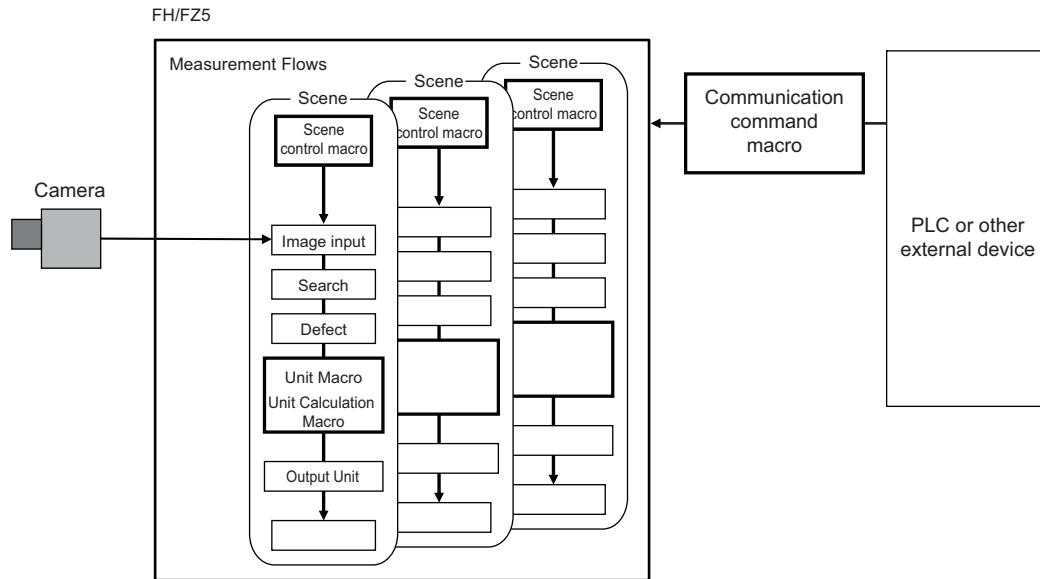 FH/FZ5
Measurement Flows
Scene
Scene
Scene
Scene
control macro
Scene
control macro
Scene
control macro
Camera
Image input
Search
Defect
Unit Macro
Unit Calculation
Macro
Output Unit
Communication
command
macro
PLC or other
external device